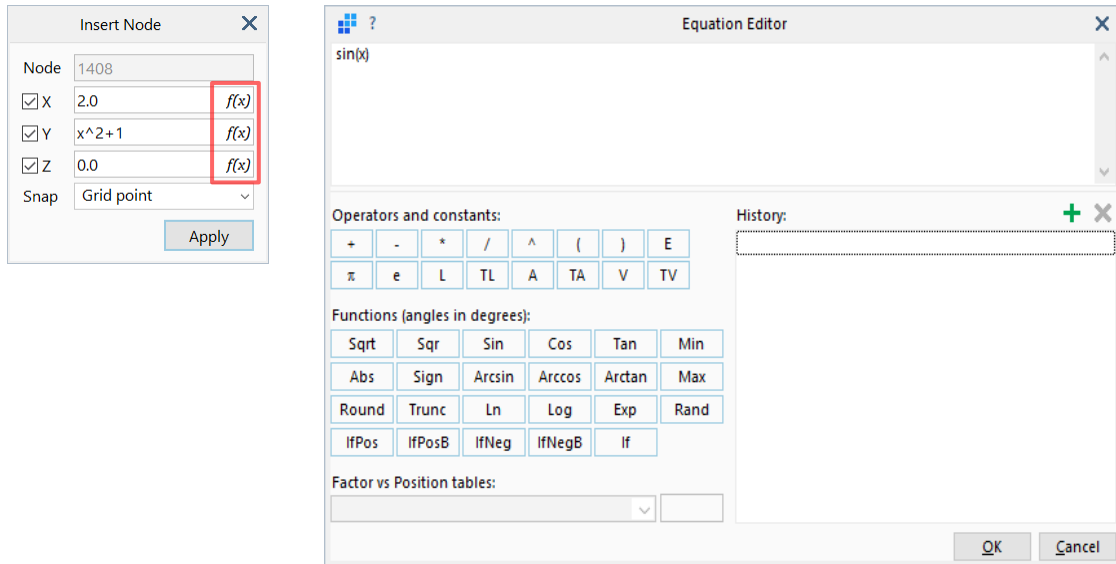 Insert Node
Node 1408
X 2.0 f(x)
Y x^2+1 f(x)
Z 0.0 f(x)
Snap Grid point
Apply
? Equation Editor
sin(x)
Operators and constants:
+ - * / ^ ( ) E
π e L TL A TA V TV
Functions (angles in degrees):
Sqrt Sqr Sin Cos Tan Min
Abs Sign Arcsin Arccos Arctan Max
Round Trunc Ln Log Exp Rand
IfPos IfPosB IfNeg IfNegB If
Factor vs Position tables:
History:
OK Cancel